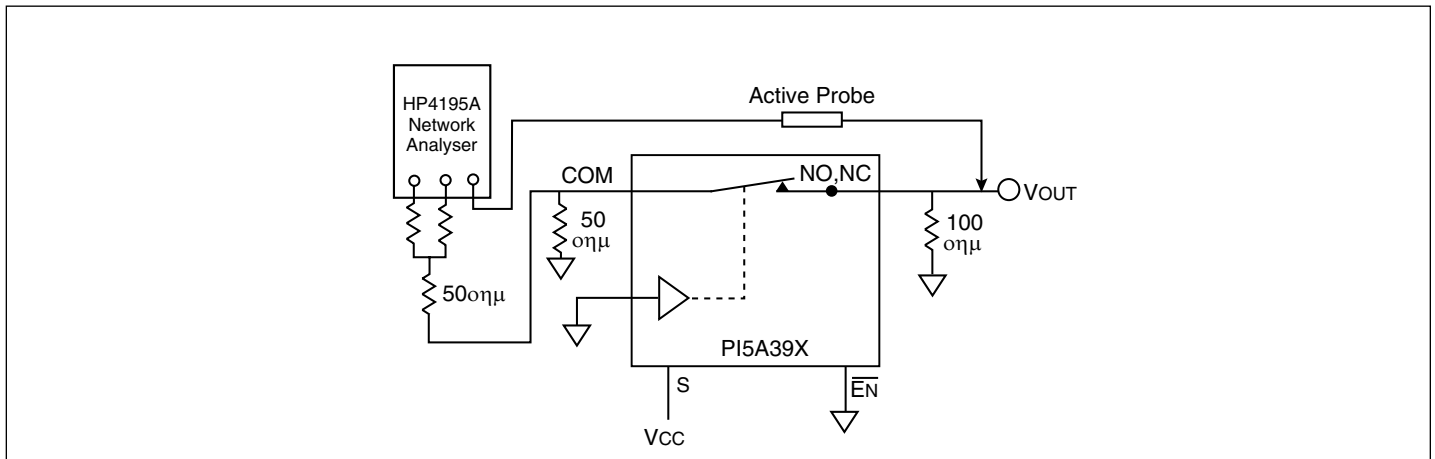 HP4195A
Network
Analyser
Active Probe
COM
NO,NC
VOUT
50
οημ
100
οημ
50οημ
PI5A39X
S
EN
VCC